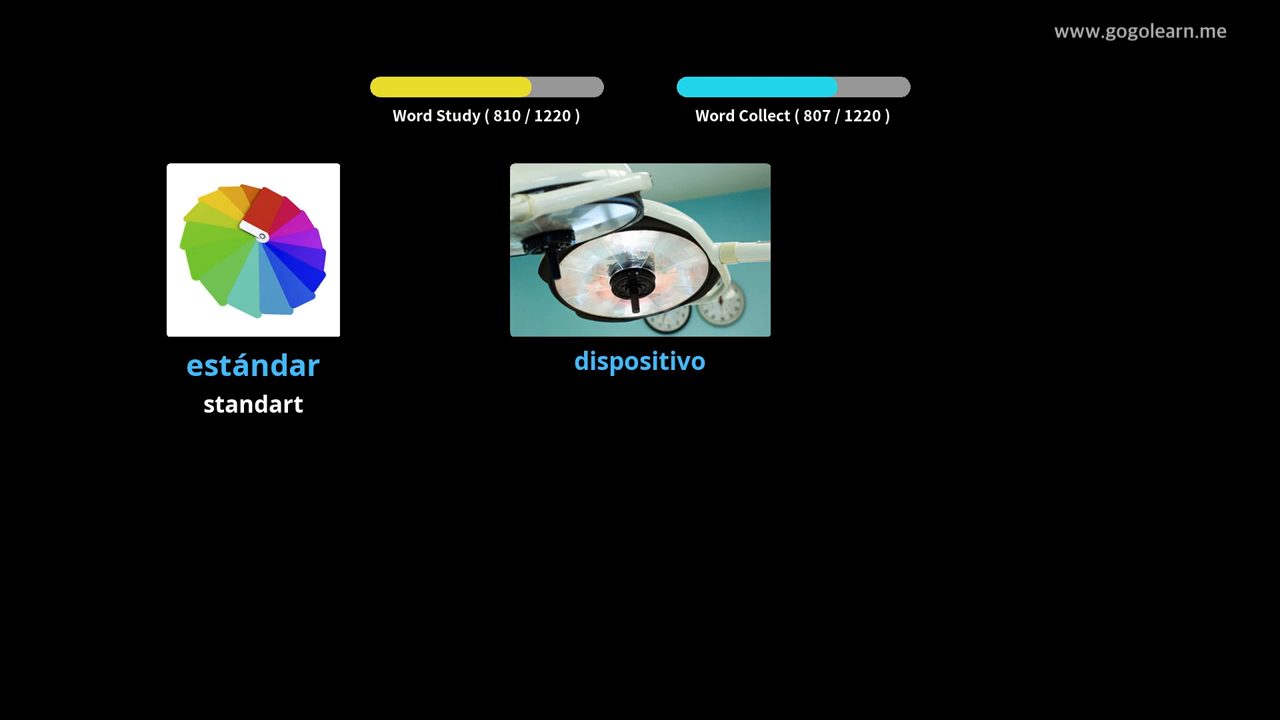 www.gogolearn.me
Word Study ( 810 / 1220 )
Word Collect ( 807 / 1220 )
estándar
standart
dispositivo